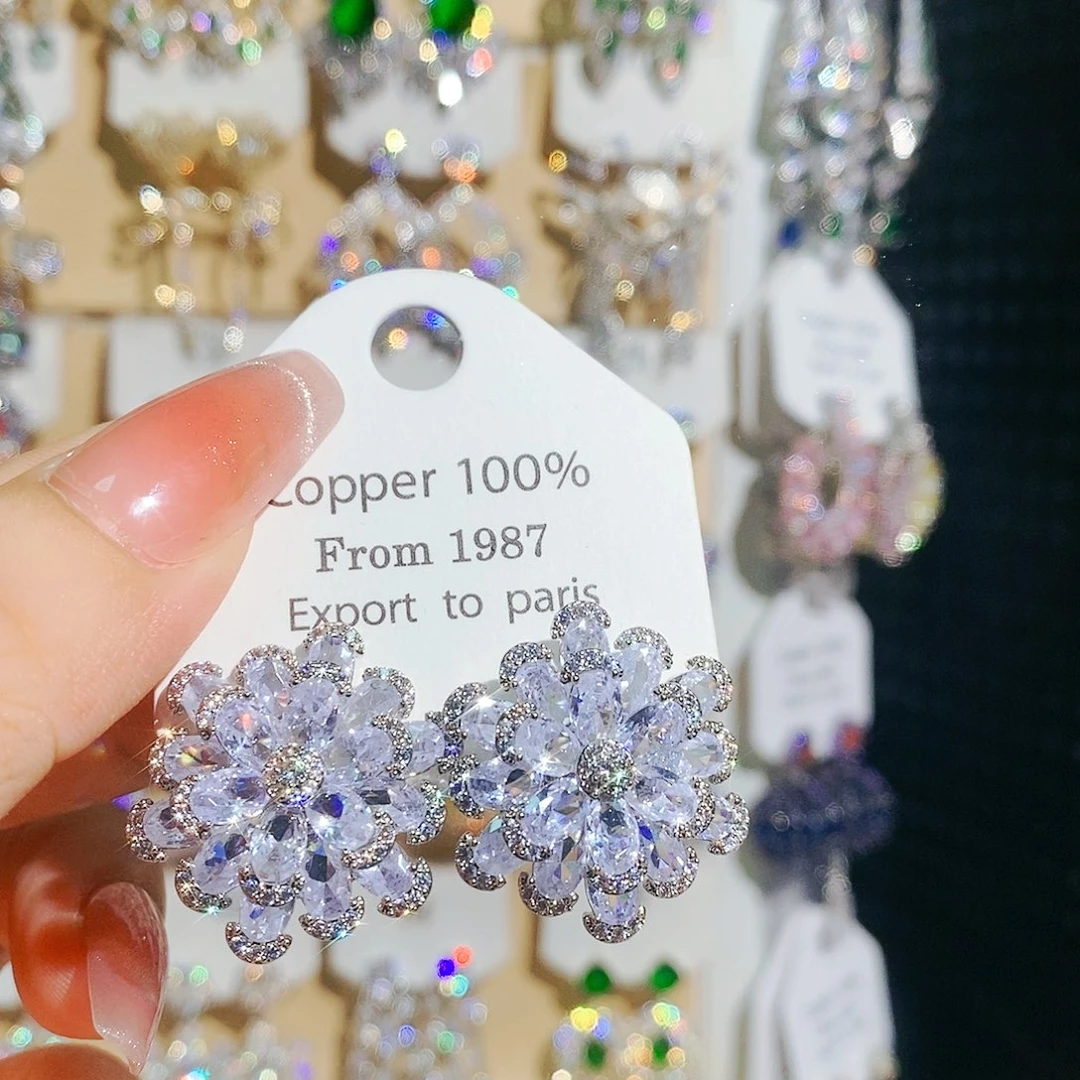 Copper 100%
From 1987
Export to paris